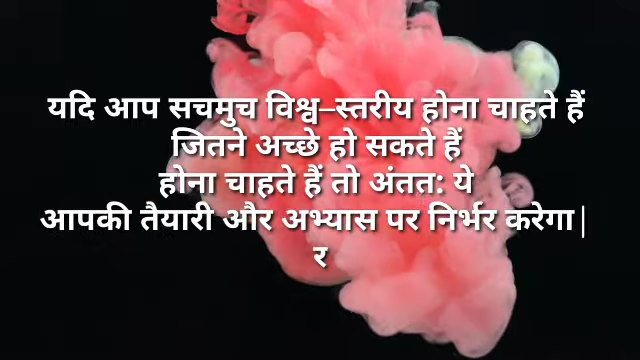 यदि आप सचमुच विश्व–स्तरीय होना चाहते हैं
जितने अच्छे हो सकते हैं
होना चाहते हैं तो अंतत: ये
आपकी तैयारी और अभ्यास पर निर्भर करेगा|
र